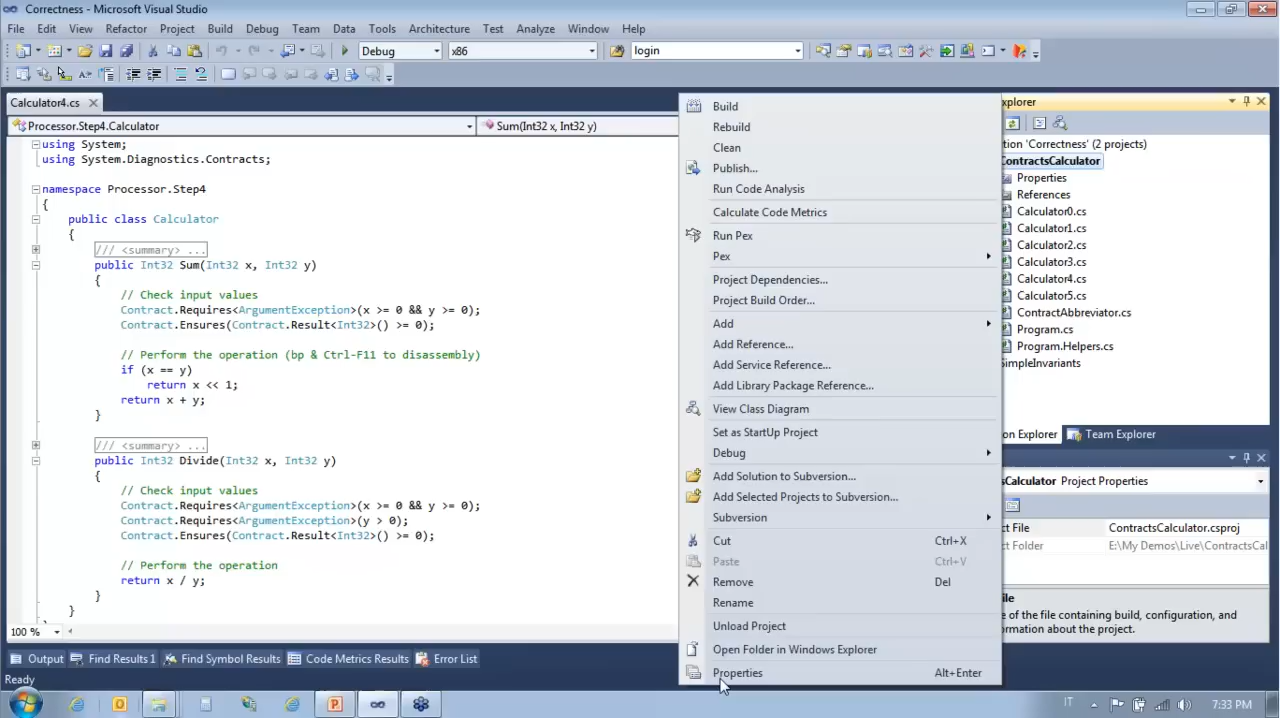 Correctness - Microsoft Visual Studio
File Edit View Refactor Project Build Debug Team Data Tools Architecture Test Analyze Window Help
Debug x86 login
Calculator4.cs
Processor.Step4.Calculator Sum(Int32 x, Int32 y)
using System;
using System.Diagnostics.Contracts;
namespace Processor.Step4
{
public class Calculator
{
/// <summary> ...
public Int32 Sum(Int32 x, Int32 y)
{
// Check input values
Contract.Requires<ArgumentException>(x >= 0 && y >= 0);
Contract.Ensures(Contract.Result<Int32>() >= 0);
// Perform the operation (bp & Ctrl-F11 to disassembly)
if (x == y)
return x << 1;
return x + y;
}
/// <summary> ...
public Int32 Divide(Int32 x, Int32 y)
{
// Check input values
Contract.Requires<ArgumentException>(x >= 0 && y >= 0);
Contract.Requires<ArgumentException>(y > 0);
Contract.Ensures(Contract.Result<Int32>() >= 0);
// Perform the operation
return x / y;
}
}
100 %
Build
Rebuild
Clean
Publish...
Run Code Analysis
Calculate Code Metrics
Run Pex
Pex
Project Dependencies...
Project Build Order...
Add
Add Reference...
Add Service Reference...
Add Library Package Reference...
View Class Diagram
Set as StartUp Project
Debug
Add Solution to Subversion...
Add Selected Projects to Subversion...
Subversion
Cut Ctrl+X
Paste Ctrl+V
Remove Del
Rename
Unload Project
Open Folder in Windows Explorer
Properties Alt+Enter
xplorer
tion 'Correctness' (2 projects)
ContractsCalculator
Properties
References
Calculator0.cs
Calculator1.cs
Calculator2.cs
Calculator3.cs
Calculator4.cs
Calculator5.cs
ContractAbbreviator.cs
Program.cs
Program.Helpers.cs
SimpleInvariants
on Explorer Team Explorer
sCalculator Project Properties
ct File ContractsCalculator.csproj
ct Folder E:\My Demos\Live\ContractsCal
ile
e of the file containing build, configuration, and
ormation about the project.
Output Find Results 1 Find Symbol Results Code Metrics Results Error List
Ready
IT 7:33 PM